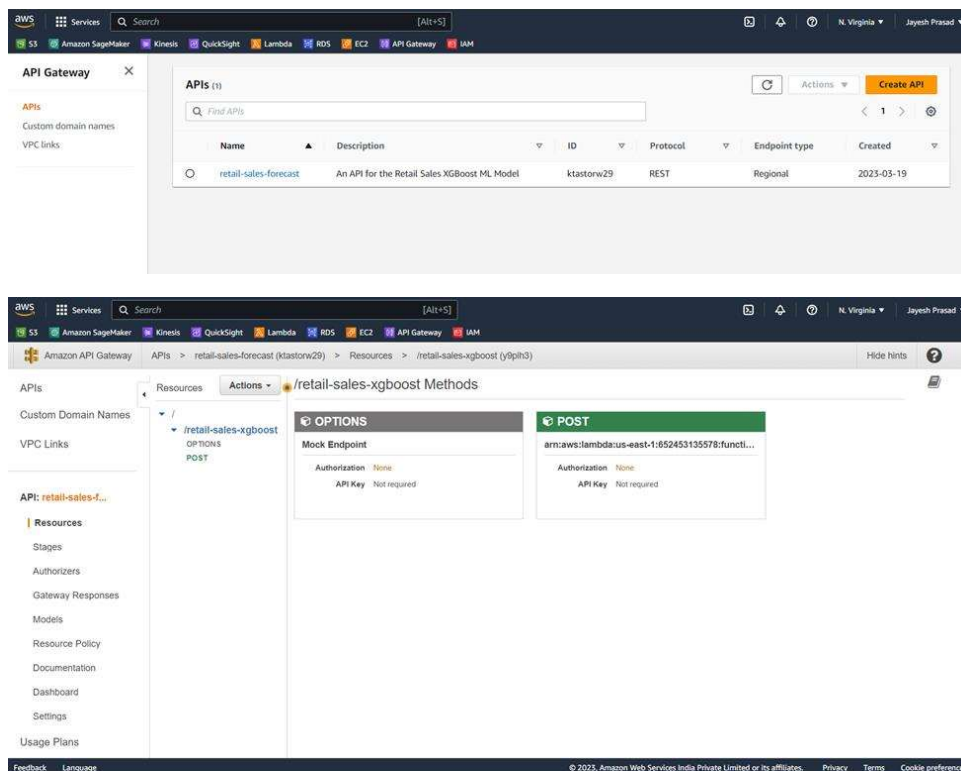 aws Services Search [Alt+S] N. Virginia Jayesh Prasad
S3 Amazon SageMaker Kinesis QuickSight Lambda RDS EC2 API Gateway IAM
API Gateway
APIs
Custom domain names
VPC links
APIs (1)
Actions
Create API
Find APIs
1
Name Description ID Protocol Endpoint type Created
retail-sales-forecast An API for the Retail Sales XGBoost ML Model ktastorw29 REST Regional 2023-03-19
aws Services Search [Alt+S] N. Virginia Jayesh Prasad
S3 Amazon SageMaker Kinesis QuickSight Lambda RDS EC2 API Gateway IAM
Amazon API Gateway APIs > retail-sales-forecast (ktastorw29) > Resources > /retail-sales-xgboost (y9plh3) Hide hints ?
APIs
Custom Domain Names
VPC Links
API: retail-sales-f...
Resources
Stages
Authorizers
Gateway Responses
Models
Resource Policy
Documentation
Dashboard
Settings
Usage Plans
Resources Actions
/
/retail-sales-xgboost
OPTIONS
POST
/retail-sales-xgboost Methods
OPTIONS
Mock Endpoint
Authorization None
API Key Not required
POST
arn:aws:lambda:us-east-1:652453135578:functi...
Authorization None
API Key Not required
Feedback Language © 2023, Amazon Web Services India Private Limited or its affiliates. Privacy Terms Cookie preference